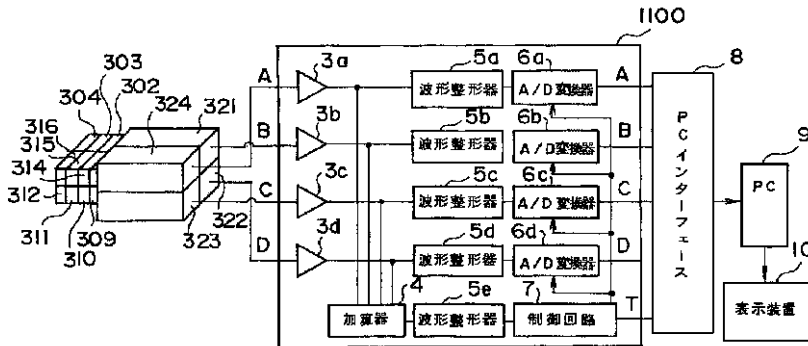 1100
303
302
304
316
315
314
312
311
310
309
324
321
322
323
A
B
C
D
3a
3b
3c
3d
4
加算器
5a
波形整形器
5b
波形整形器
5c
波形整形器
5d
波形整形器
5e
波形整形器
6a
A/D変換器
6b
A/D変換器
6c
A/D変換器
6d
A/D変換器
7
制御回路
A
B
C
D
T
8
PCインターフェース
9
PC
10
表示装置